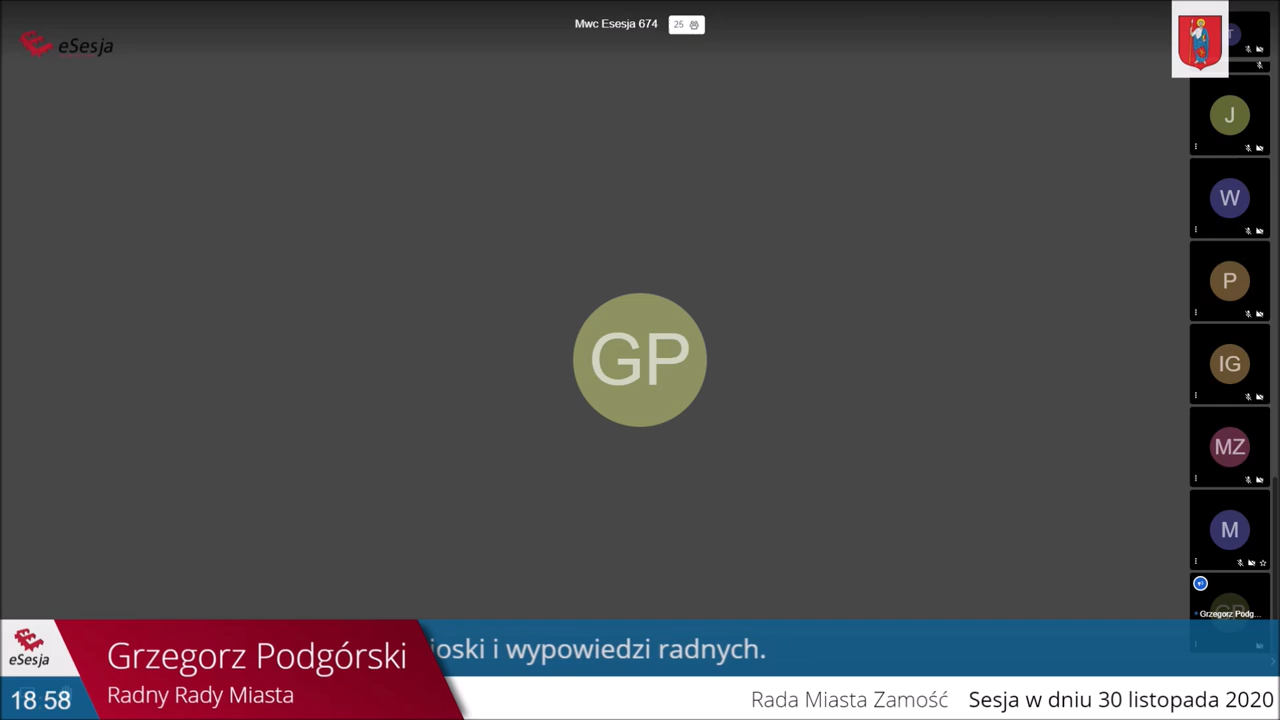 Mwc Esesja 674 25
eSesja
T
J
W
P
IG
MZ
M
GP
Grzegorz Podg...
GP
eSesja
Grzegorz Podgórski
Radny Rady Miasta
ioski i wypowiedzi radnych.
18 58
Rada Miasta Zamość Sesja w dniu 30 listopada 2020